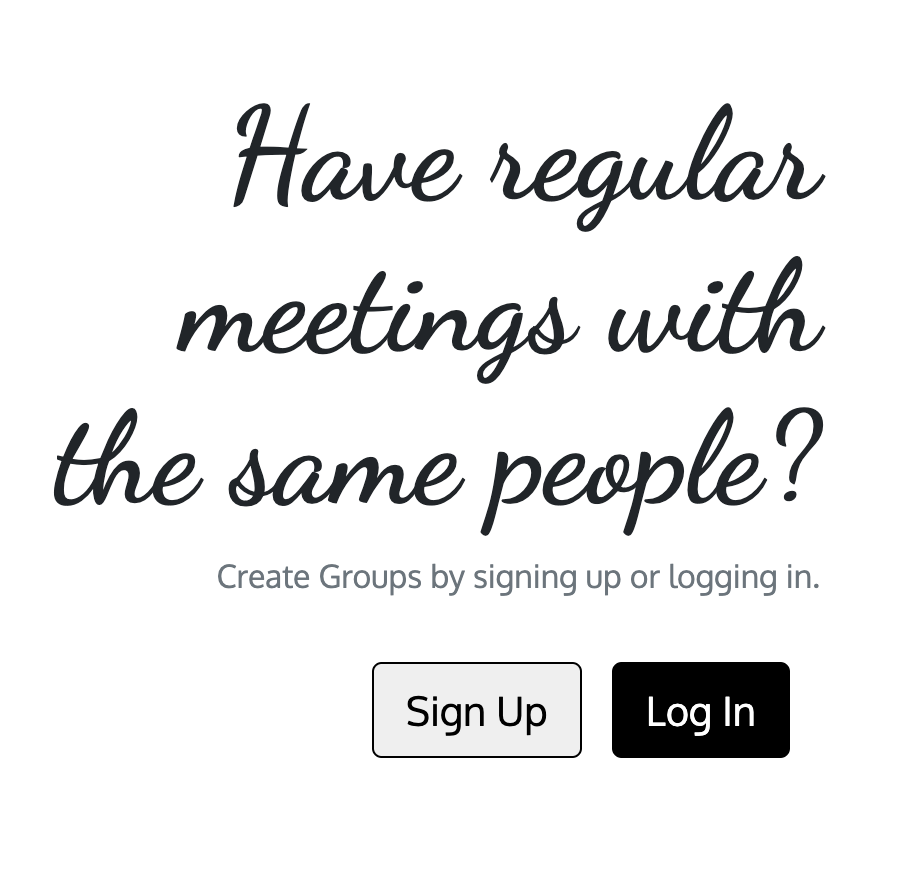 Have regular
meetings with
the same people?
Create Groups by signing up or logging in.
Sign Up
Log In